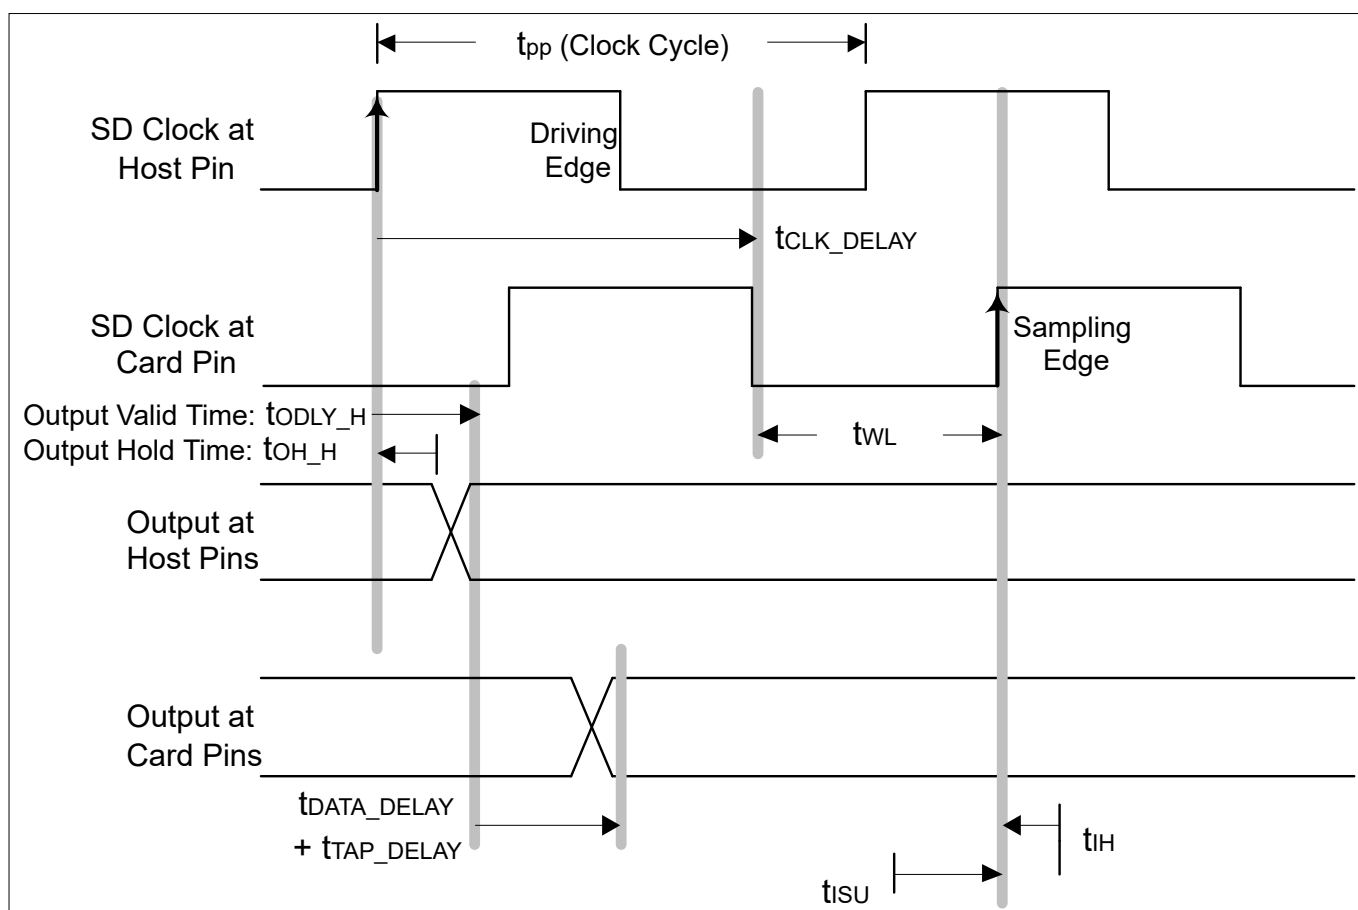 tpp (Clock Cycle)
SD Clock at
Host Pin
Driving
Edge
tCLK_DELAY
SD Clock at
Card Pin
Sampling
Edge
Output Valid Time: tODLY_H
Output Hold Time: tOH_H
tWL
Output at
Host Pins
Output at
Card Pins
tDATA_DELAY
+ tTAP_DELAY
tIH
tISU